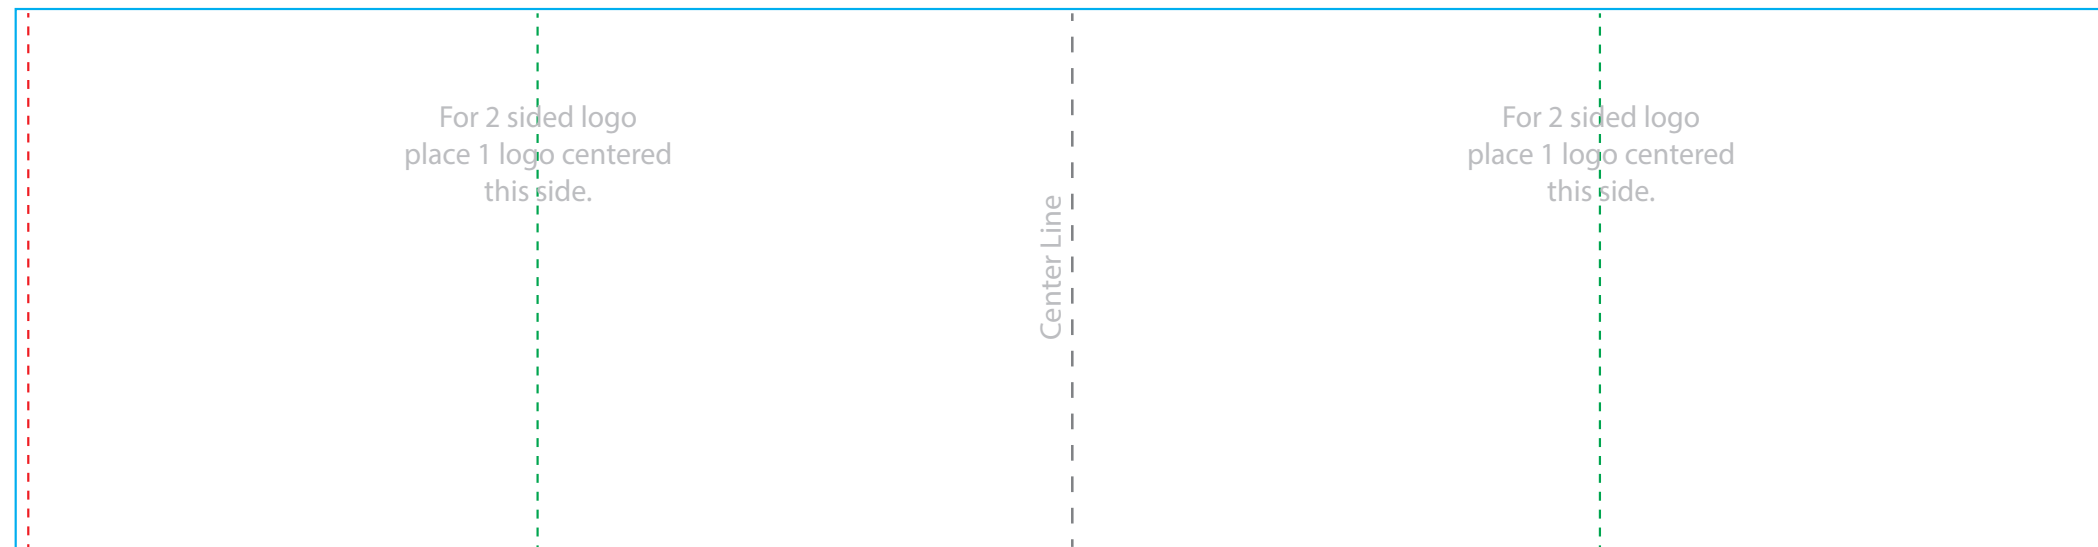 For 2 sided logo
place 1 logo centered
this side.
Center Line
For 2 sided logo
place 1 logo centered
this side.